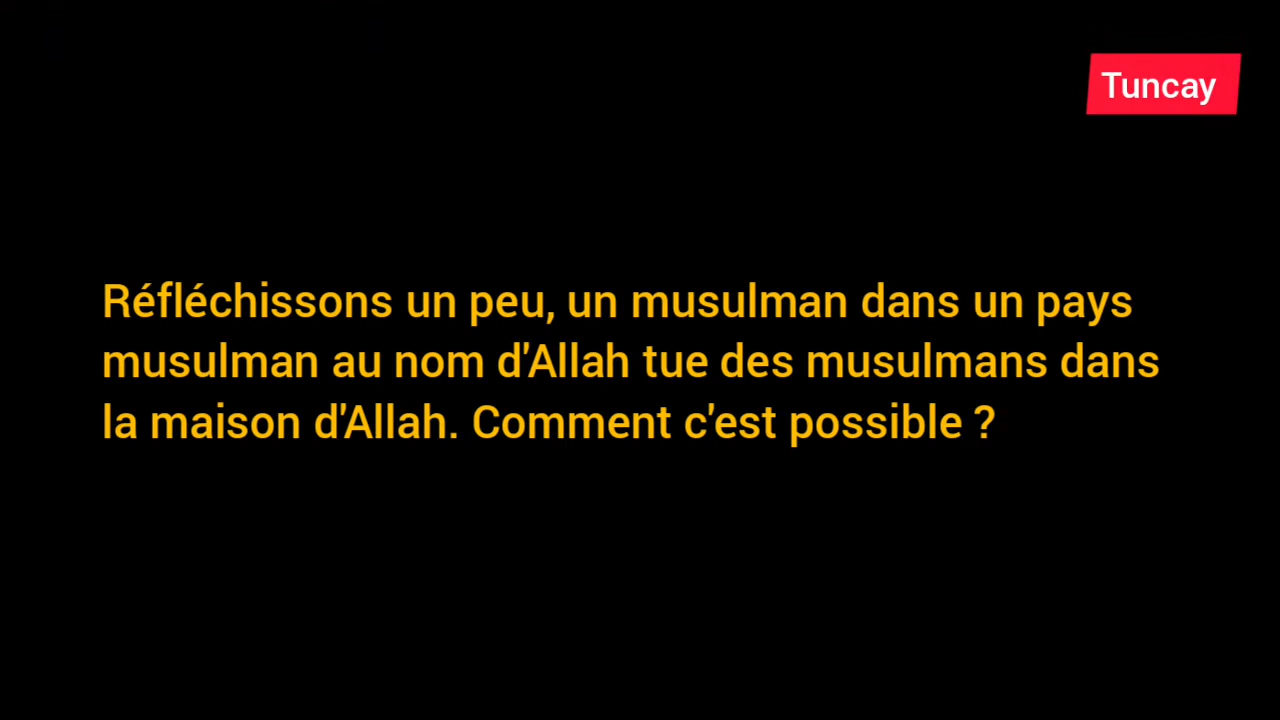 Tuncay
Réfléchissons un peu, un musulman dans un pays
musulman au nom d'Allah tue des musulmans dans
la maison d'Allah. Comment c'est possible ?